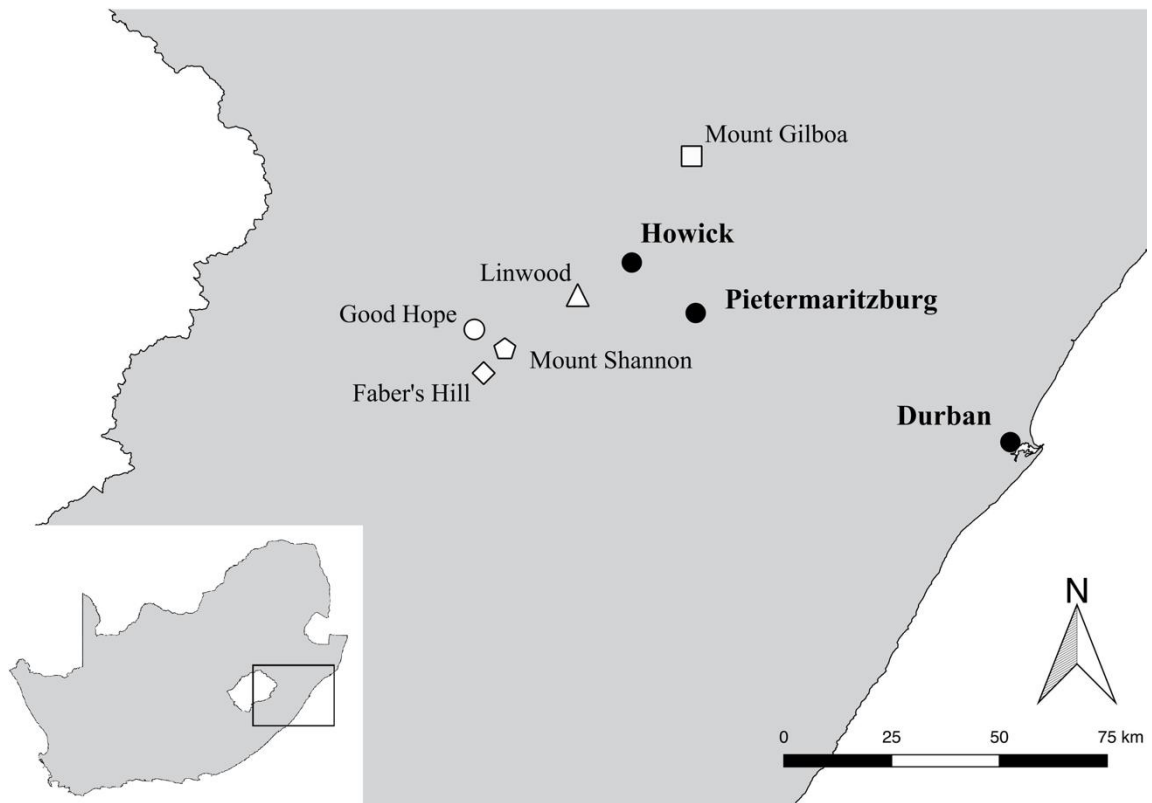 Mount Gilboa
Howick
Linwood
Pietermaritzburg
Good Hope
Mount Shannon
Faber's Hill
Durban
N
0 25 50 75 km